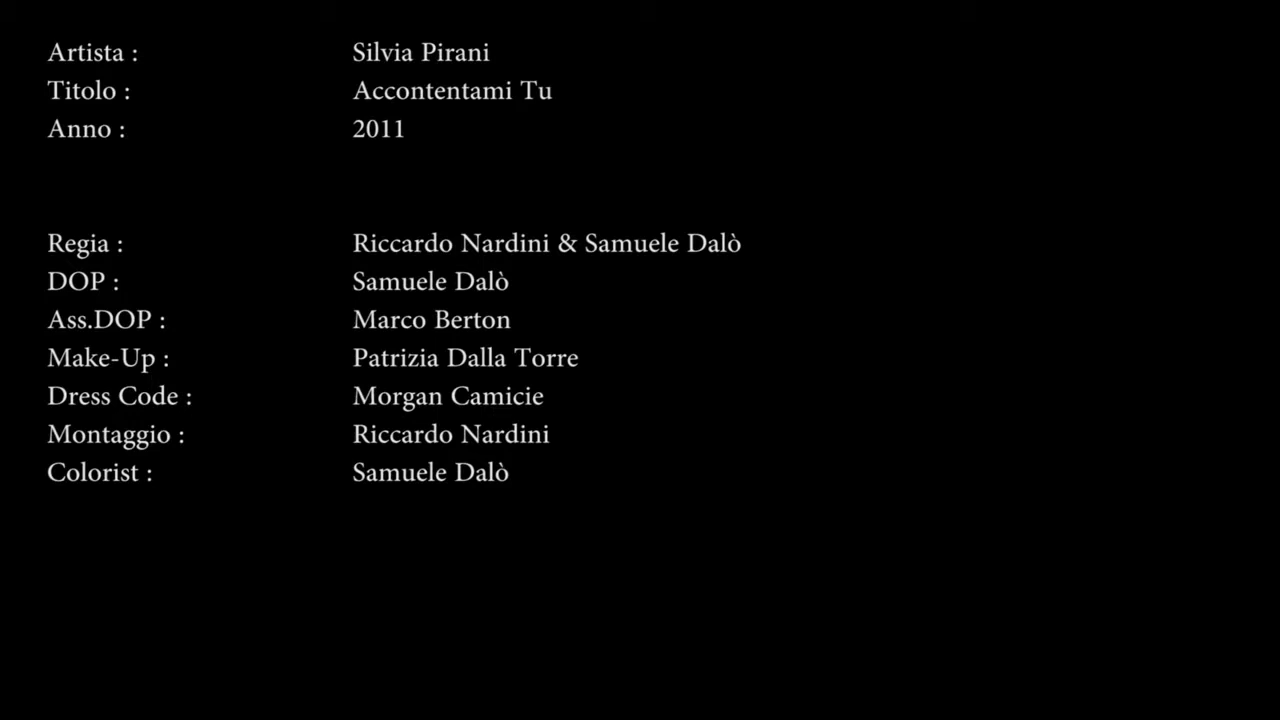 Artista : Silvia Pirani
Titolo : Accontentami Tu
Anno : 2011
Regia : Riccardo Nardini & Samuele Dalò
DOP : Samuele Dalò
Ass.DOP : Marco Berton
Make-Up : Patrizia Dalla Torre
Dress Code : Morgan Camicie
Montaggio : Riccardo Nardini
Colorist : Samuele Dalò